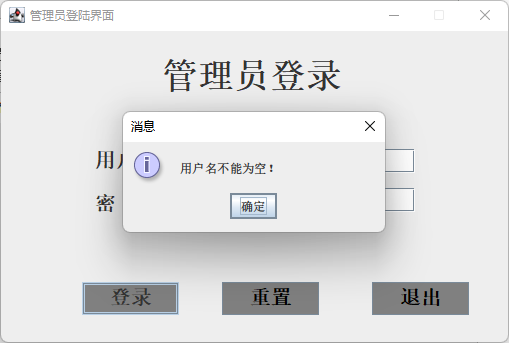 管理员登陆界面
管理员登录
消息
用户名不能为空！
确定
用户
密
登录
重置
退出